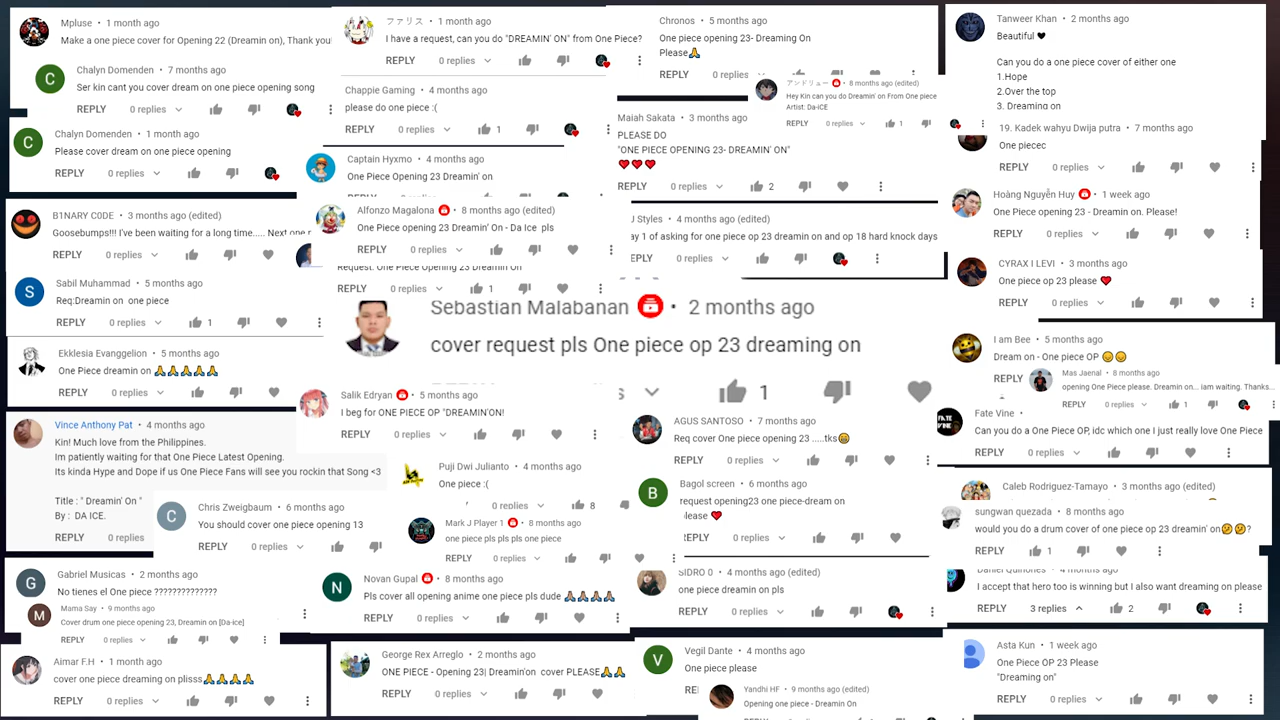 Mpluse • 1 month ago
Make a one piece cover for Opening 22 (Dreamin on), Thank you!
Chalyn Domenden • 7 months ago
Ser kin cant you cover dream on one piece opening song
REPLY 0 replies
Chalyn Domenden • 1 month ago
Please cover dream on one piece opening
REPLY 0 replies
B1NARY C0DE • 3 months ago (edited)
Goosebumps!!! I've been waiting for a long time..... Next one
REPLY 0 replies
Sabil Muhammad • 5 months ago
Req:Dreamin on one piece
REPLY 0 replies 1
Ekklesia Evanggelion • 5 months ago
One Piece dreamin on 🙏🙏🙏🙏🙏
REPLY 0 replies
Vince Anthony Pat • 4 months ago
Kin! Much love from the Philippines.
Im patiently waiting for that One Piece Latest Opening.
Its kinda Hype and Dope if us One Piece Fans will see you rockin that Song <3
Title : " Dreamin' On "
By : DA ICE.
REPLY 0 replies
Chris Zweigbaum • 6 months ago
You should cover one piece opening 13
REPLY 0 replies
Gabriel Musicas • 2 months ago
No tienes el One piece ?????????????
Mama Say • 9 months ago
Cover drum one piece opening 23, Dreamin on [Da-ice]
REPLY 0 replies
Aimar F.H • 1 month ago
cover one piece dreaming on plisss🙏🙏🙏🙏
REPLY 0 replies
ファリス • 1 month ago
I have a request, can you do "DREAMIN' ON" from One Piece?
REPLY 0 replies
Chappie Gaming • 4 months ago
please do one piece :(
REPLY 0 replies 1
Captain Hyxmo • 4 months ago
One Piece Opening 23 Dreamin' on
Alfonzo Magalona • 8 months ago (edited)
One Piece opening 23 Dreamin' On - Da Ice pls
REPLY 0 replies
Request: One Piece Opening 23 Dreamin' On
REPLY 0 replies 1
Sebastian Malabanan • 2 months ago
cover request pls One piece op 23 dreaming on
1
Salik Edryan • 5 months ago
I beg for ONE PIECE OP "DREAMIN'ON!
REPLY 0 replies
Puji Dwi Julianto • 4 months ago
One piece :(
0 replies 8
Mark J Player 1 • 8 months ago
one piece pls pls pls one piece
REPLY 0 replies
Novan Gupal • 8 months ago
Pls cover all opening anime one piece pls dude 🙏🙏🙏🙏
REPLY 0 replies
George Rex Arreglo • 2 months ago
ONE PIECE - Opening 23| Dreamin'on cover PLEASE🙏🙏
REPLY 0 replies
Chronos • 5 months ago
One piece opening 23- Dreaming On
Please🙏
REPLY 0 replies
アンドリュー • 8 months ago (edited)
Hey Kin can you do Dreamin' on From One piece
Artist: Da-iCE
REPLY 0 replies 1
Maiah Sakata • 3 months ago
PLEASE DO
"ONE PIECE OPENING 23- DREAMIN' ON"
❤❤❤
REPLY 0 replies 2
J Styles • 4 months ago (edited)
ay 1 of asking for one piece op 23 dreamin on and op 18 hard knock days
EPLY 0 replies
AGUS SANTOSO • 7 months ago
Req cover One piece opening 23 .....tks😁
REPLY 0 replies
Bagol screen • 6 months ago
request opening23 one piece-dream on
please ❤
REPLY 0 replies
SIDRO 0 • 4 months ago (edited)
one piece dreamin on pls
REPLY 0 replies
Vegil Dante • 4 months ago
One piece please
RE
Yandhi HF • 9 months ago (edited)
Opening one piece - Dreamin On
Tanweer Khan • 2 months ago
Beautiful ❤
Can you do a one piece cover of either one
1.Hope
2.Over the top
3. Dreaming on
19. Kadek wahyu Dwija putra • 7 months ago
One piecec
REPLY 0 replies
Hoàng Nguyễn Huy • 1 week ago
One Piece opening 23 - Dreamin on. Please!
REPLY 0 replies
CYRAX I LEVI • 3 months ago
One piece op 23 please ❤
REPLY 0 replies
I am Bee • 5 months ago
Dream on - One piece OP 😞😞
REPLY
Mas Jaenal • 8 months ago
opening One Piece please. Dreamin on... iam waiting. Thanks...
REPLY 0 replies 1
Fate Vine •
Can you do a One Piece OP, idc which one I just really love One Piece
REPLY 0 replies
Caleb Rodriguez-Tamayo • 3 months ago (edited)
sungwan quezada • 8 months ago
would you do a drum cover of one piece op 23 dreamin' on🥺🥺?
REPLY 1
Daniel Quinones • 4 months ago
I accept that hero too is winning but I also want dreaming on please
REPLY 3 replies 2
Asta Kun • 1 week ago
One Piece OP 23 Please
"Dreaming on"
REPLY 0 replies